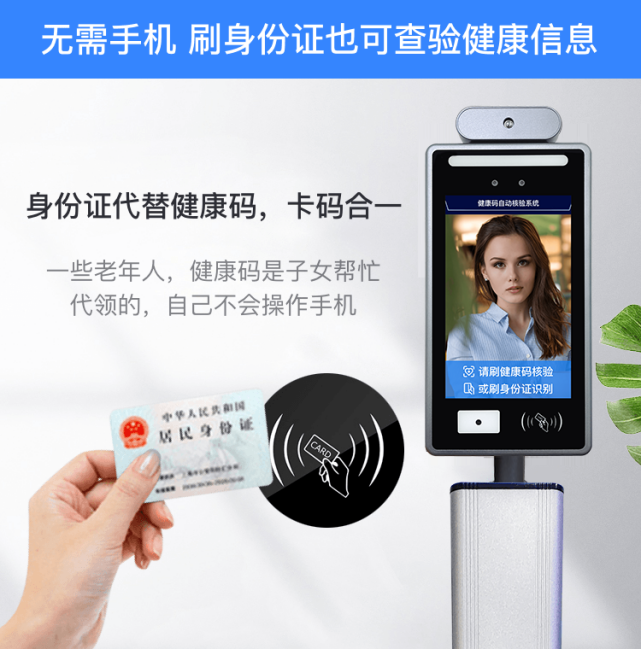 无需手机 刷身份证也可查验健康信息
身份证代替健康码，卡码合一
一些老年人，健康码是子女帮忙
代领的，自己不会操作手机
健康码自动核验系统
请刷健康码核验
或刷身份证识别
中华人民共和国
居民身份证
CARD